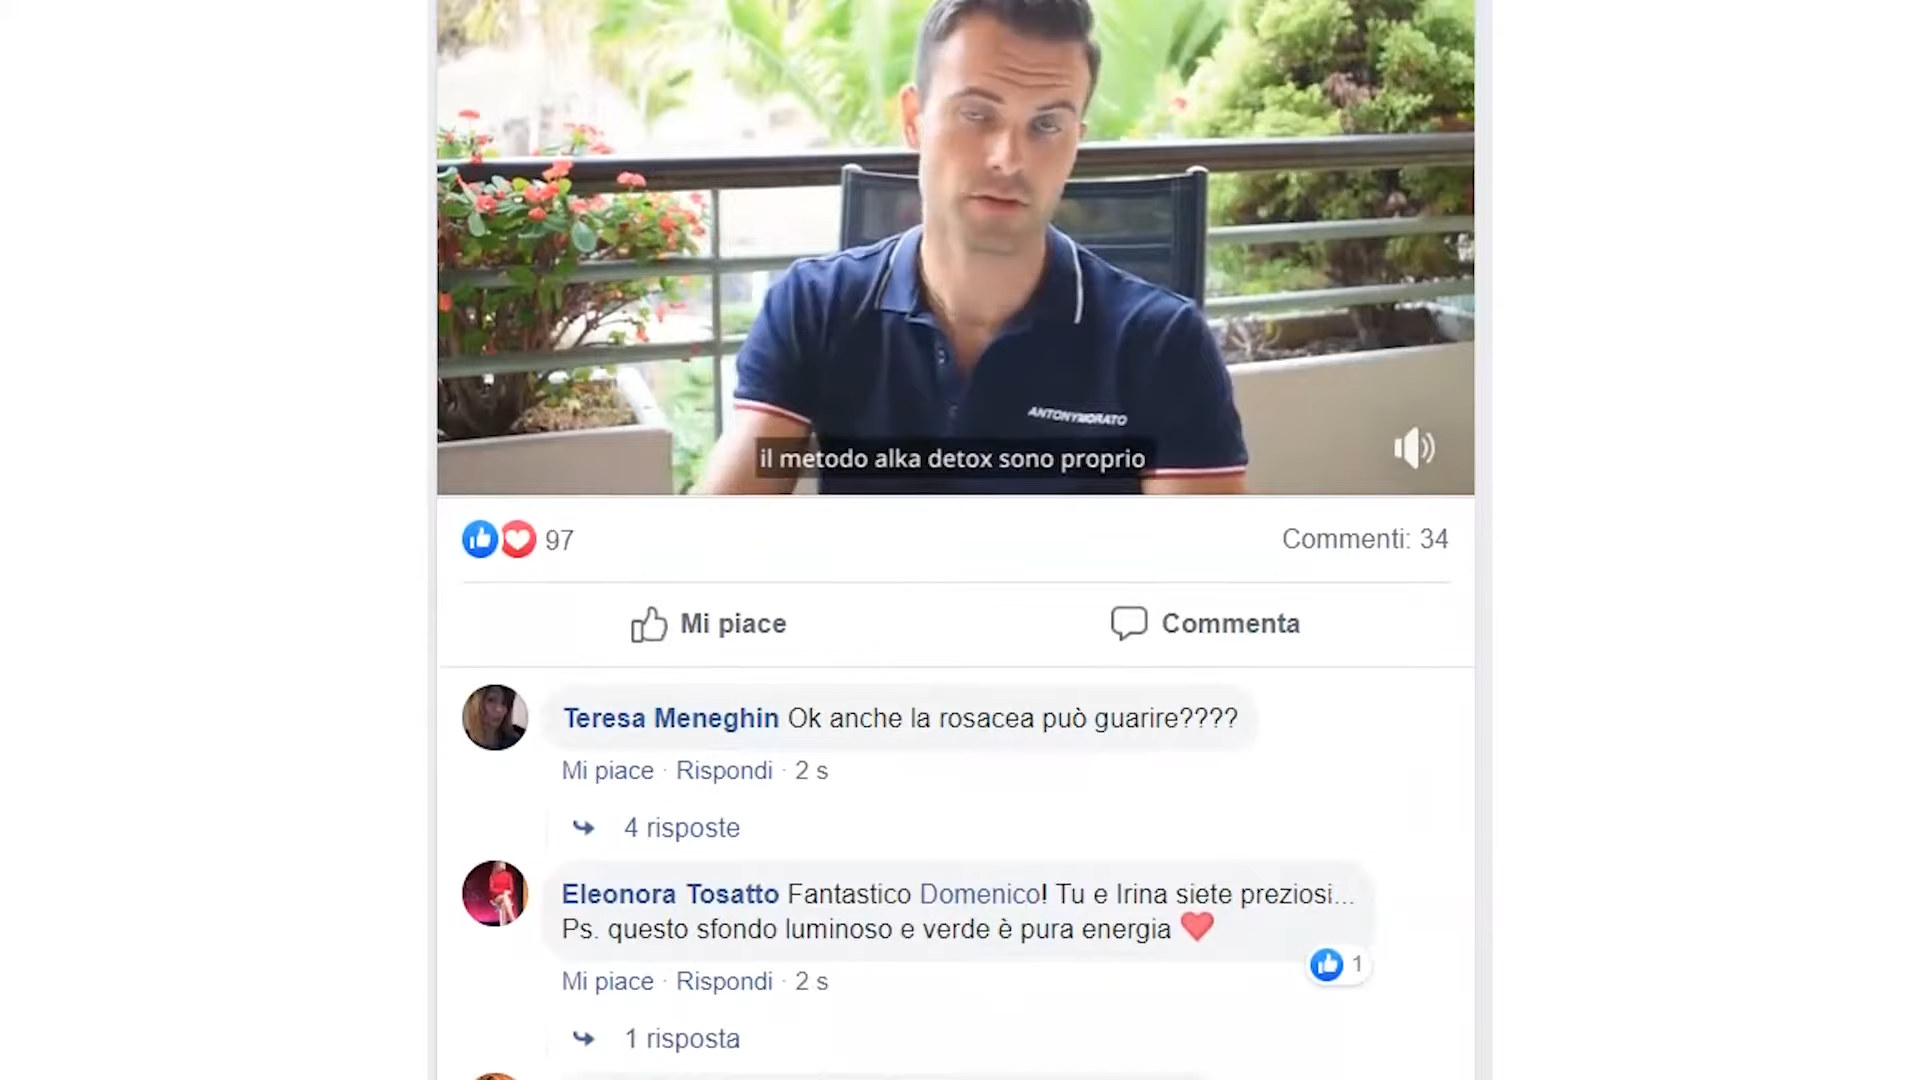 ANTONYMORATO
il metodo alka detox sono proprio
97
Commenti: 34
Mi piace
Commenta
Teresa Meneghin Ok anche la rosacea può guarire????
Mi piace · Rispondi · 2 s
4 risposte
Eleonora Tosatto Fantastico Domenico! Tu e Irina siete preziosi...
Ps. questo sfondo luminoso e verde è pura energia
1
Mi piace · Rispondi · 2 s
1 risposta